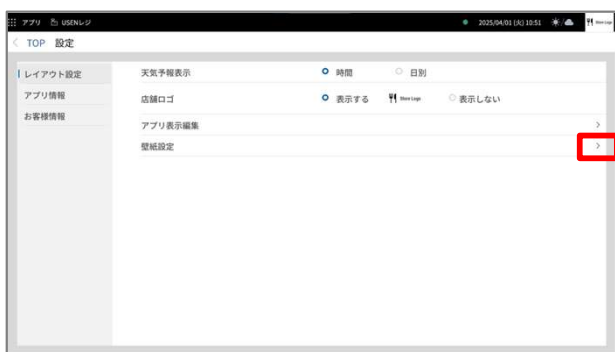 アプリ USENレジ 2025/04/01 (火) 10:51 Store Logo
TOP 設定
レイアウト設定 天気予報表示 時間 日別
アプリ情報 店舗ロゴ 表示する Store Logo 表示しない
お客様情報
アプリ表示編集
壁紙設定